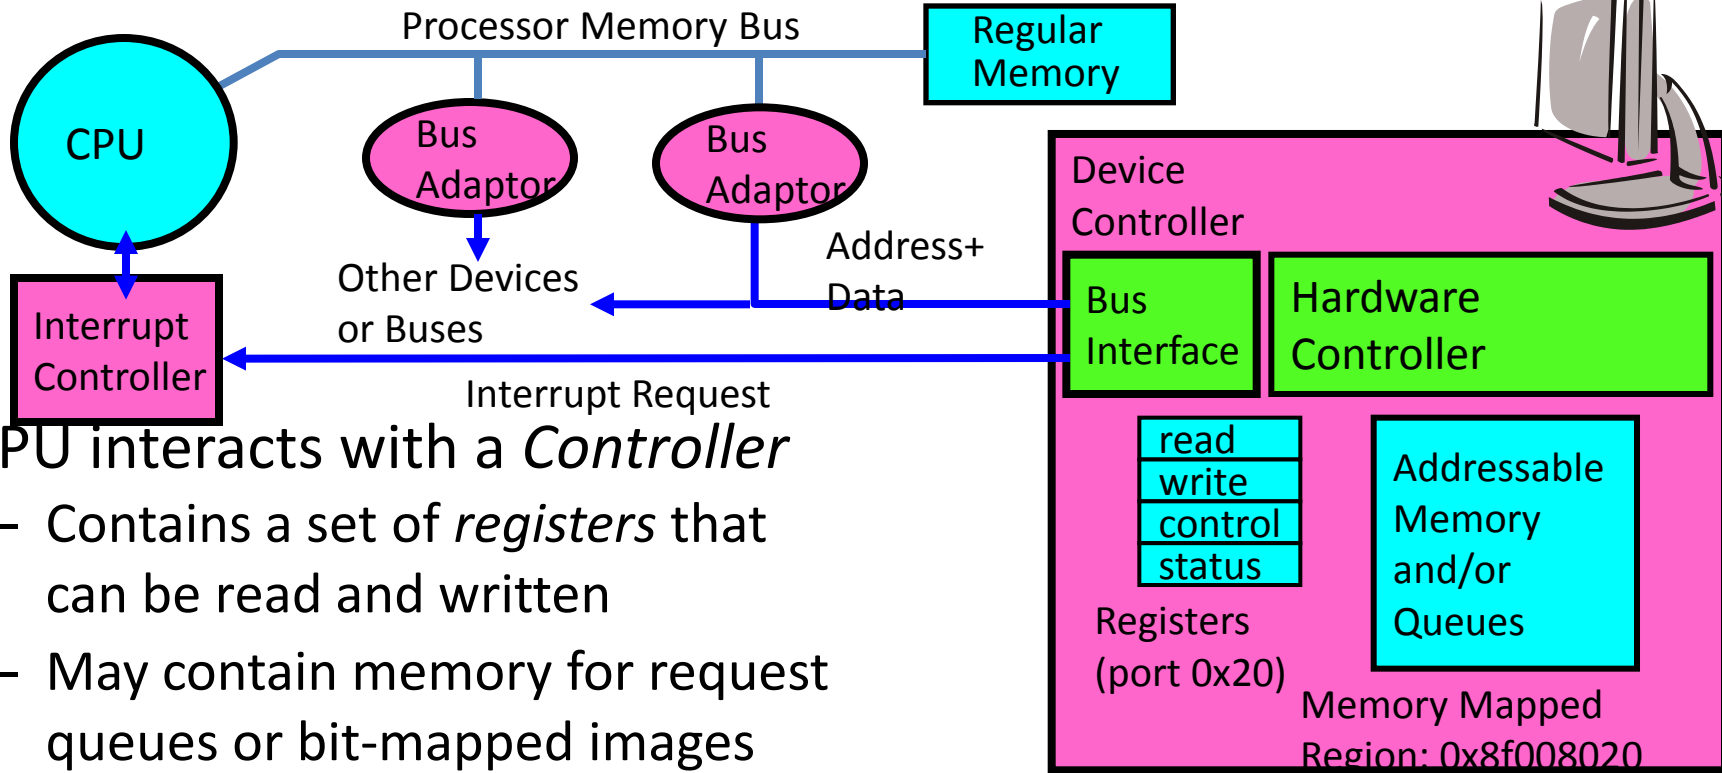 Processor Memory Bus
Regular
Memory
CPU
Bus
Adaptor
Bus
Adaptor
Device
Controller
Address+
Data
Other Devices
or Buses
Interrupt
Controller
Bus
Interface
Hardware
Controller
Interrupt Request
PU interacts with a Controller
– Contains a set of registers that
can be read and written
– May contain memory for request
queues or bit-mapped images
read
write
control
status
Registers
(port 0x20)
Addressable
Memory
and/or
Queues
Memory Mapped
Region: 0x8f008020